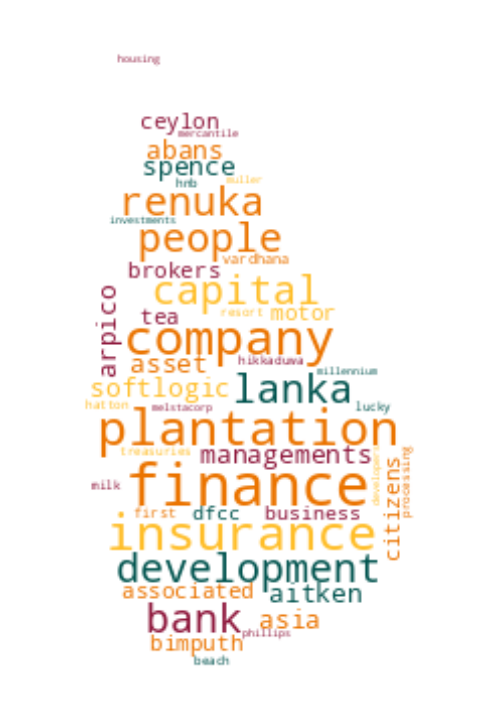 housing
ceylon
mercantile
abans
spence
hnb
muller
renuka
investments
people
vardhana
brokers
capital
arpico
resort
motor
tea
company
hikkaduwa
asset
millennium
softlogic
lanka
hatton
melstacorp
lucky
plantation
treasuries
managements
developers
processing
citizens
milk
finance
first
dfcc
business
insurance
development
associated
aitken
bank
asia
phillips
bimputh
beach